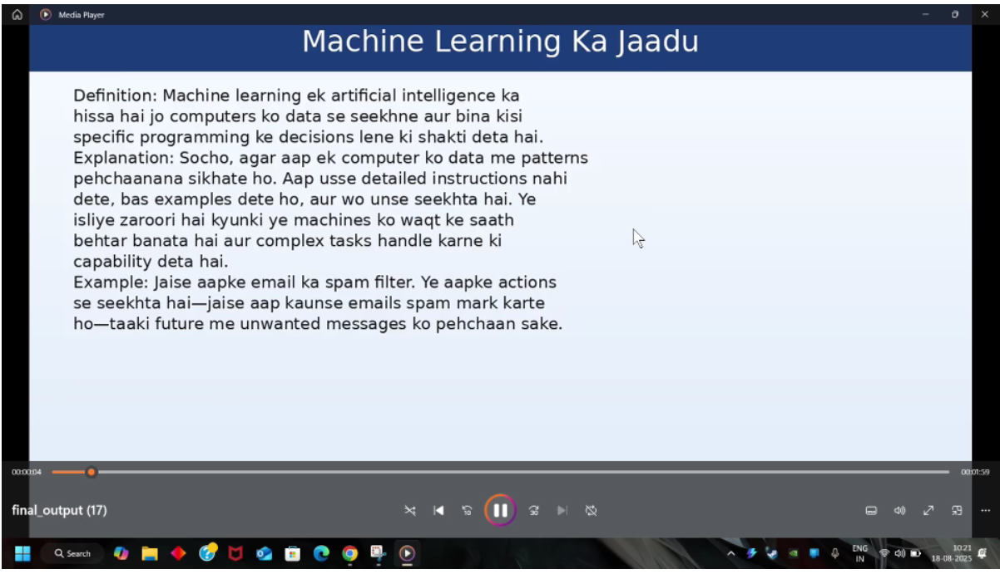 Media Player
Machine Learning Ka Jaadu
Definition: Machine learning ek artificial intelligence ka
hissa hai jo computers ko data se seekhne aur bina kisi
specific programming ke decisions lene ki shakti deta hai.
Explanation: Socho, agar aap ek computer ko data me patterns
pehchaanana sikhate ho. Aap usse detailed instructions nahi
dete, bas examples dete ho, aur wo unse seekhta hai. Ye
isliye zaroori hai kyunki ye machines ko waqt ke saath
behtar banata hai aur complex tasks handle karne ki
capability deta hai.
Example: Jaise aapke email ka spam filter. Ye aapke actions
se seekhta hai—jaise aap kaunse emails spam mark karte
ho—taaki future me unwanted messages ko pehchaan sake.
00:00:04
00:01:59
final_output (17)
10
30
Search
ENG
IN
10:21
18-08-2025